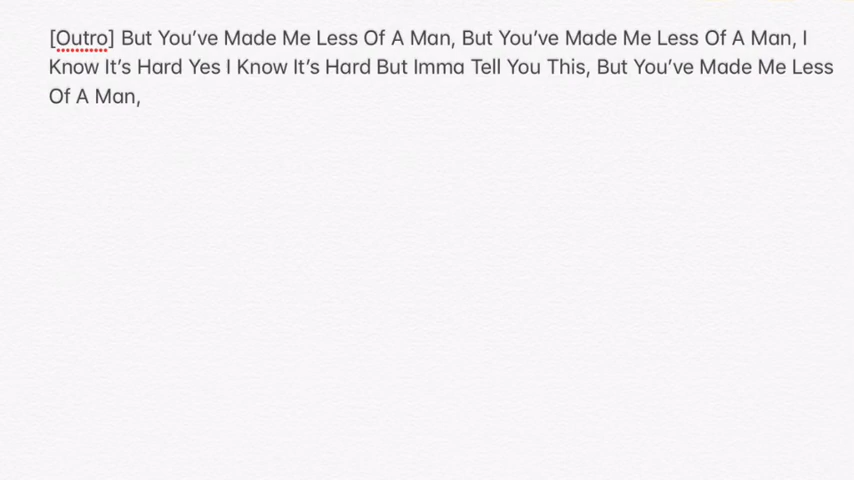 [Outro] But You’ve Made Me Less Of A Man, But You’ve Made Me Less Of A Man, I
Know It’s Hard Yes I Know It’s Hard But Imma Tell You This, But You’ve Made Me Less
Of A Man,